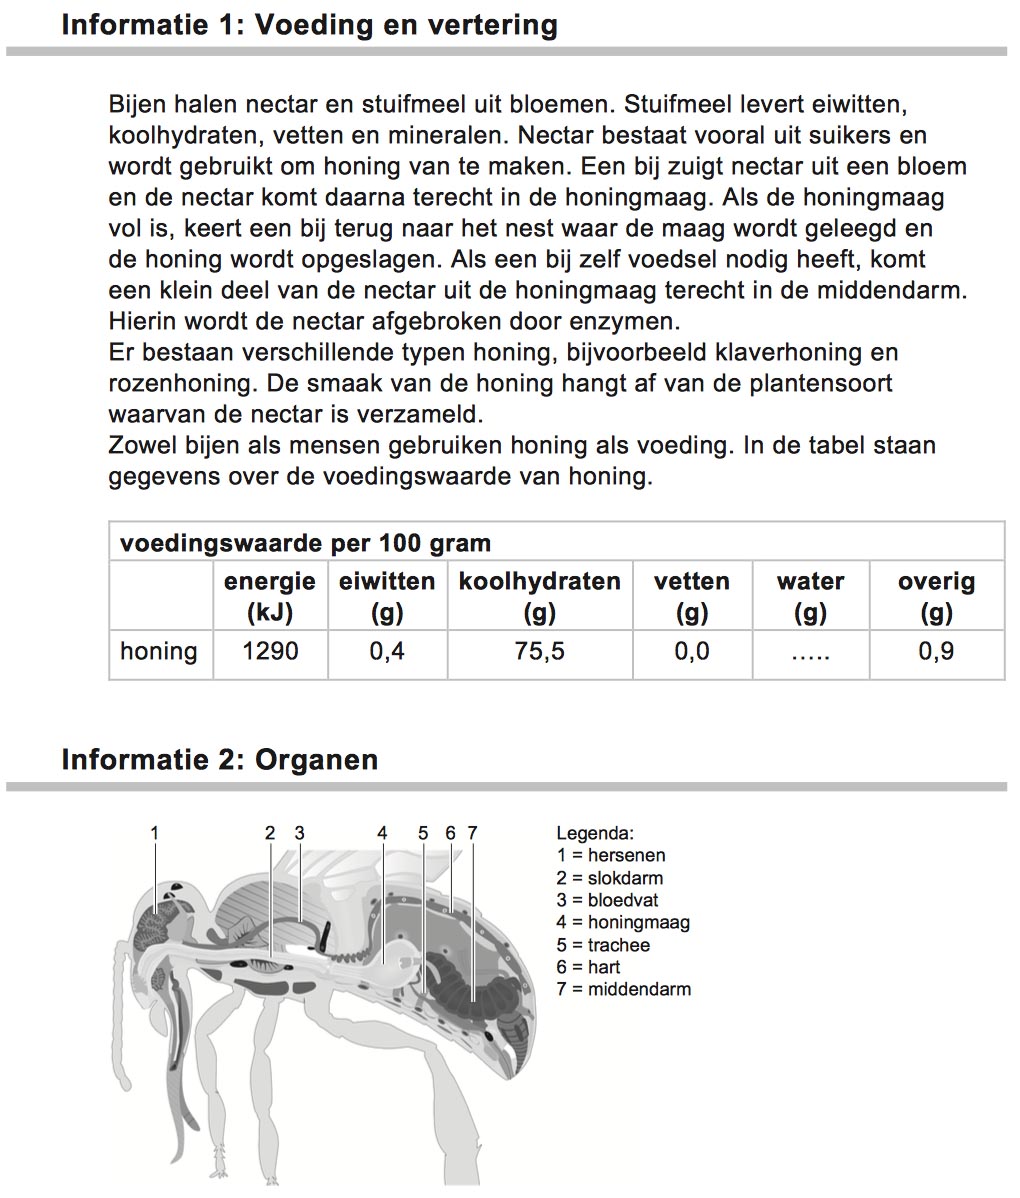 Informatie 1: Voeding en vertering
Bijen halen nectar en stuifmeel uit bloemen. Stuifmeel levert eiwitten,
koolhydraten, vetten en mineralen. Nectar bestaat vooral uit suikers en
wordt gebruikt om honing van te maken. Een bij zuigt nectar uit een bloem
en de nectar komt daarna terecht in de honingmaag. Als de honingmaag
vol is, keert een bij terug naar het nest waar de maag wordt geleegd en
de honing wordt opgeslagen. Als een bij zelf voedsel nodig heeft, komt
een klein deel van de nectar uit de honingmaag terecht in de middendarm.
Hierin wordt de nectar afgebroken door enzymen.
Er bestaan verschillende typen honing, bijvoorbeeld klaverhoning en
rozenhoning. De smaak van de honing hangt af van de plantensoort
waarvan de nectar is verzameld.
Zowel bijen als mensen gebruiken honing als voeding. In de tabel staan
gegevens over de voedingswaarde van honing.
voedingswaarde per 100 gram
energie eiwitten koolhydraten vetten water overig
(kJ) (g) (g) (g) (g) (g)
honing 1290 0,4 75,5 0,0 ..... 0,9
Informatie 2: Organen
1 2 3 4 5 6 7
Legenda:
1 = hersenen
2 = slokdarm
3 = bloedvat
4 = honingmaag
5 = trachee
6 = hart
7 = middendarm